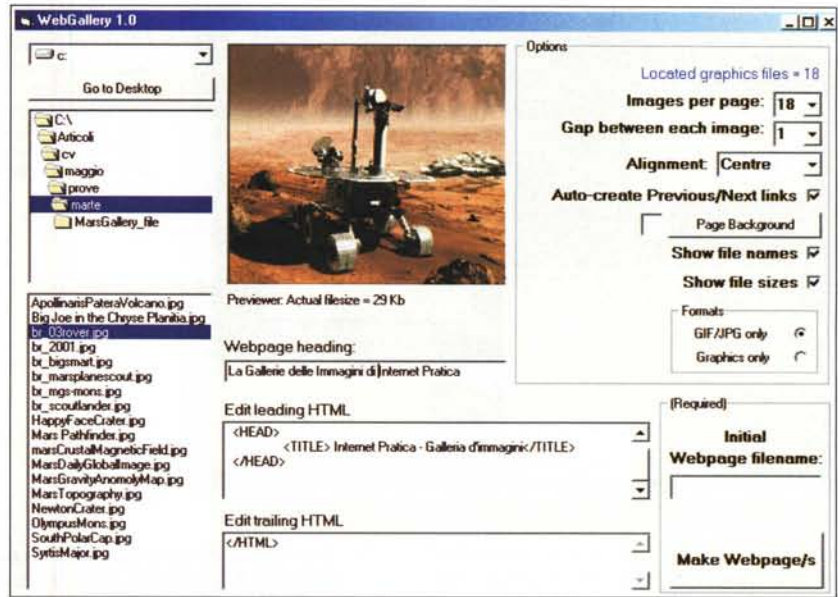 WebGallery 1.0
c:
Go to Desktop
C:\
Articoli
cv
maggio
prove
marte
MarsGallery_file
ApollinarisPateraVolcano.jpg
Big Joe in the Chryse Planitia.jpg
br_03rover.jpg
br_2001.jpg
br_bigsmart.jpg
br_marsplanescout.jpg
br_mgs-mons.jpg
br_scoutlander.jpg
HappyFaceCrater.jpg
Mars Pathfinder.jpg
marsCrustalMagneticField.jpg
MarsDailyGlobalImage.jpg
MarsGravityAnomolyMap.jpg
MarsTopography.jpg
NewtonCrater.jpg
OlympusMons.jpg
SouthPolarCap.jpg
SyrtisMajor.jpg
Previewer: Actual filesize = 29 Kb
Webpage heading:
La Gallerie delle Immagini di Internet Pratica
Edit leading HTML
<HEAD>
<TITLE> Internet Pratica - Galleria d'immagini</TITLE>
</HEAD>
Edit trailing HTML
</HTML>
Options
Located graphics files = 18
Images per page: 18
Gap between each image: 1
Alignment: Centre
Auto-create Previous/Next links
Page Background
Show file names
Show file sizes
Formats
GIF/JPG only
Graphics only
(Required)
Initial
Webpage filename:
Make Webpage/s